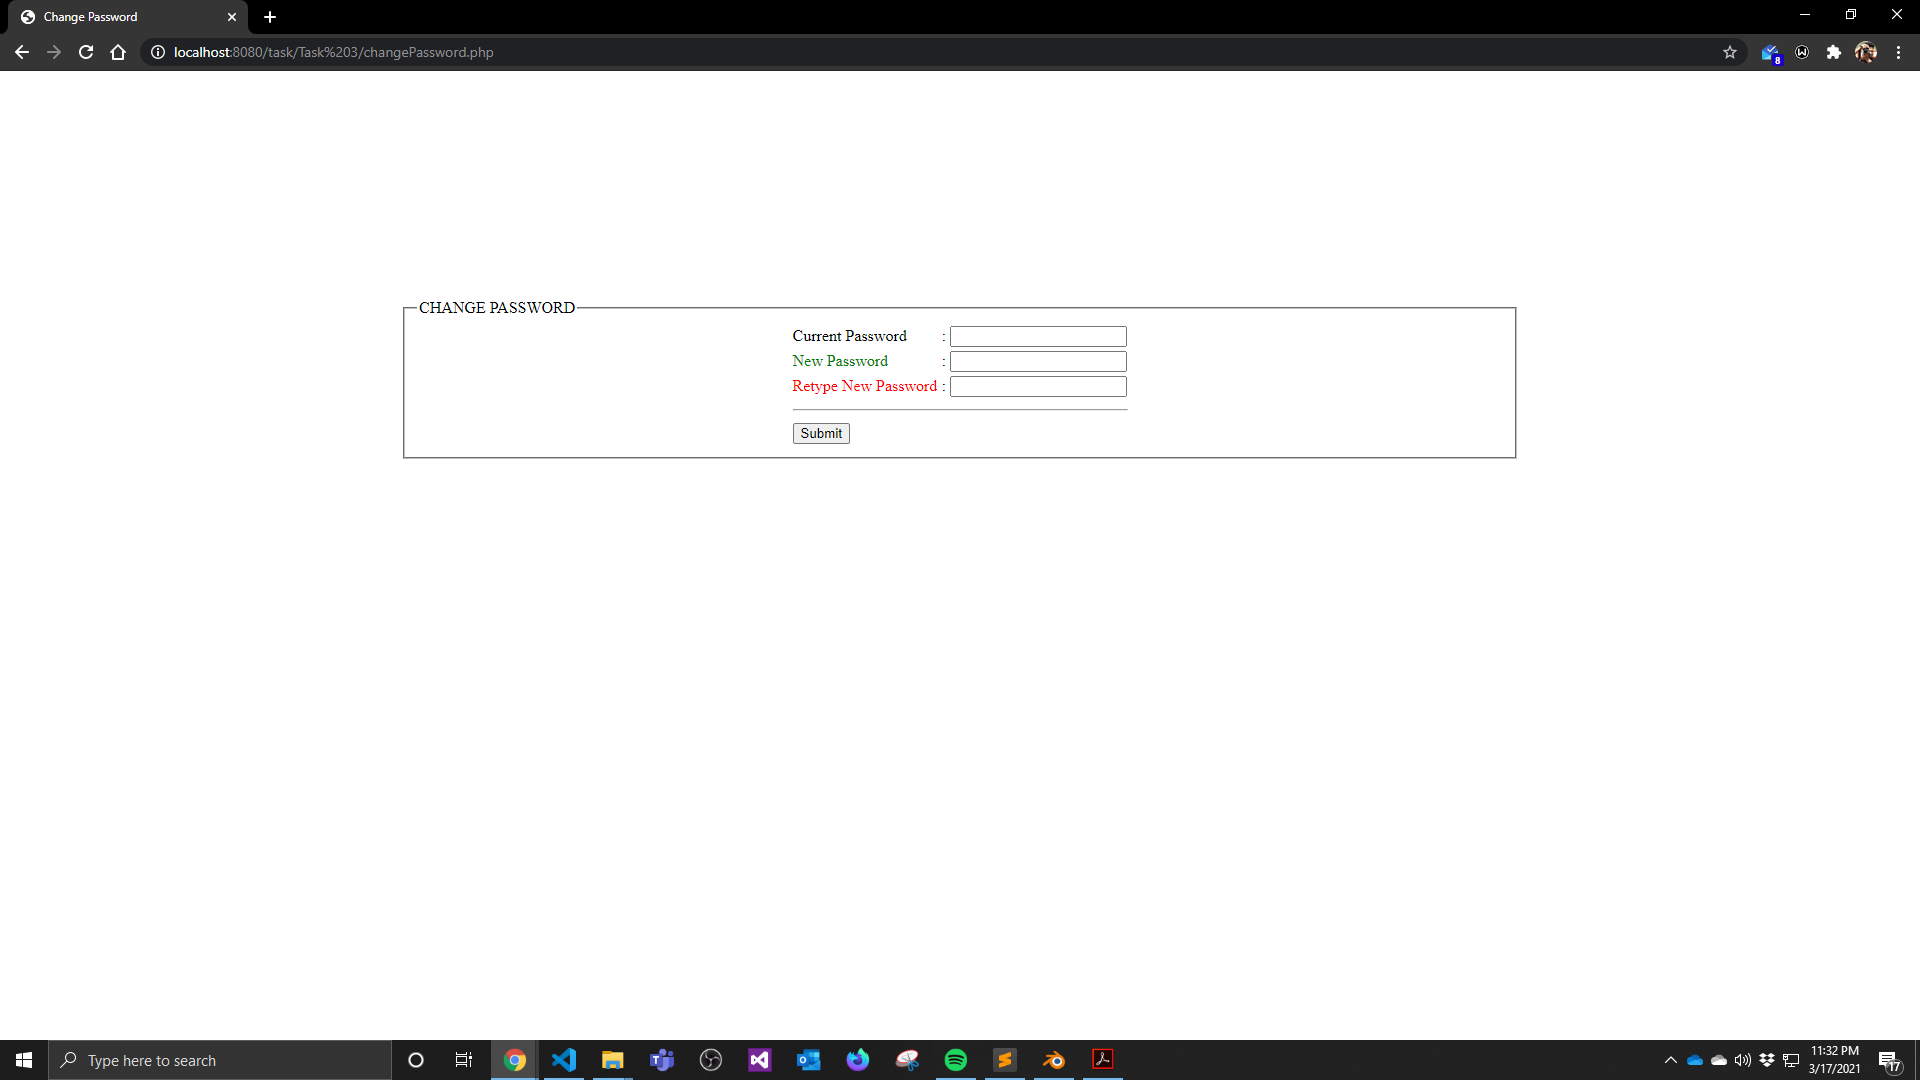 Change Password
localhost:8080/task/Task%203/changePassword.php
8
CHANGE PASSWORD
Current Password :
New Password :
Retype New Password :
Submit
Type here to search
11:32 PM
3/17/2021
17